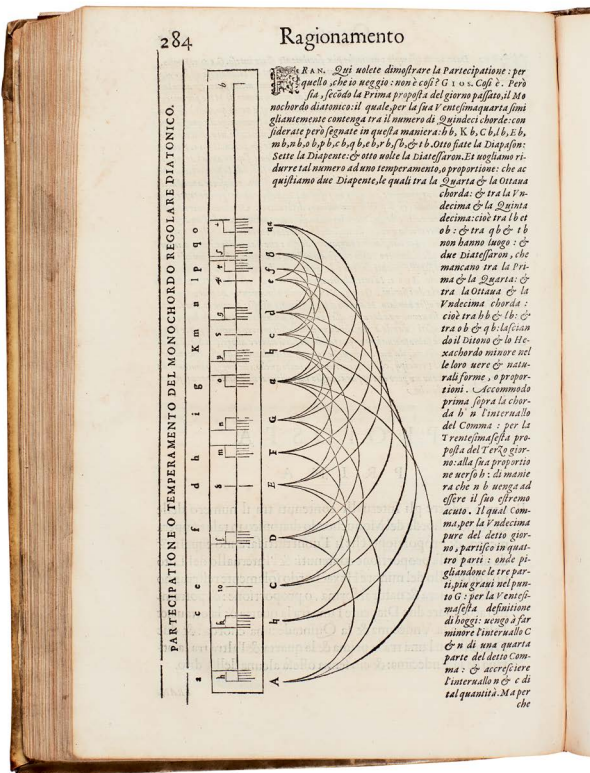 284
Ragionamento
RAN. Qui uolete dimostrare la Partecipatione : per
quello, che io ueggio : non è cosi? GIOS. Cosi è. Però
sia, secōdo la Prima proposta del giorno passato, il Mo
nochordo diatonico: il quale, per la sua Ventesimaquarta simi
gliantemente contenga tra il numero di Quindeci chorde: con
siderate però segnate in questa maniera: h b, K b, C b, l b, E b,
m b, n b, o b, p b, c b, q b, e b, r b, s b, & t b. Otto fiate la Diapason:
Sette la Diapente: & otto uolte la Diatessaron. Et uogliamo ri-
durre tal numero ad uno temperamento, o proportione: che ac
quistiamo due Diapente, le quali tra la Quarta & la Ottaua
chorda: & tra la Vn-
decima & la Quinta
decima: cioè tra l b et
o b : & tra q b & t b
non hanno luogo : &
due Diatessaron, che
mancano tra la Pri-
ma & la Quarta: &
tra la Ottaua & la
Vndecima chorda :
cioè tra h b & l b: &
tra o b & q b: lascian
do il Ditono & lo He-
xachordo minore nel
le loro uere & natu-
rali forme, o propor-
tioni. Accommodo
prima sopra la chor-
da h n l'interuallo
del Comma : per la
Trentesimasesta pro-
posta del Terzo gior-
no: alla sua proportio
ne uerso h : di manie
ra che n b uenga ad
essere il suo estremo
acuto. Il qual Com-
ma, per la Vndecima
pure del detto gior-
no, partisco in quat-
tro parti : onde pi-
gliandone le tre par-
ti, piu graui nel pun-
to G : per la Ventesi-
masesta definitione
di hoggi: uengo à far
minore l'interuallo C
& n di una quarta
parte del detto Com-
ma : & accresciere
l'interuallo n & c di
tal quantità. Ma per
che
PARTECIPATIONE O TEMPERAMENTO DEL MONOCHORDO REGOLARE DIATONICO.
a c e f d h i g K m n l p q o
A C D E F G a c d e f g aa